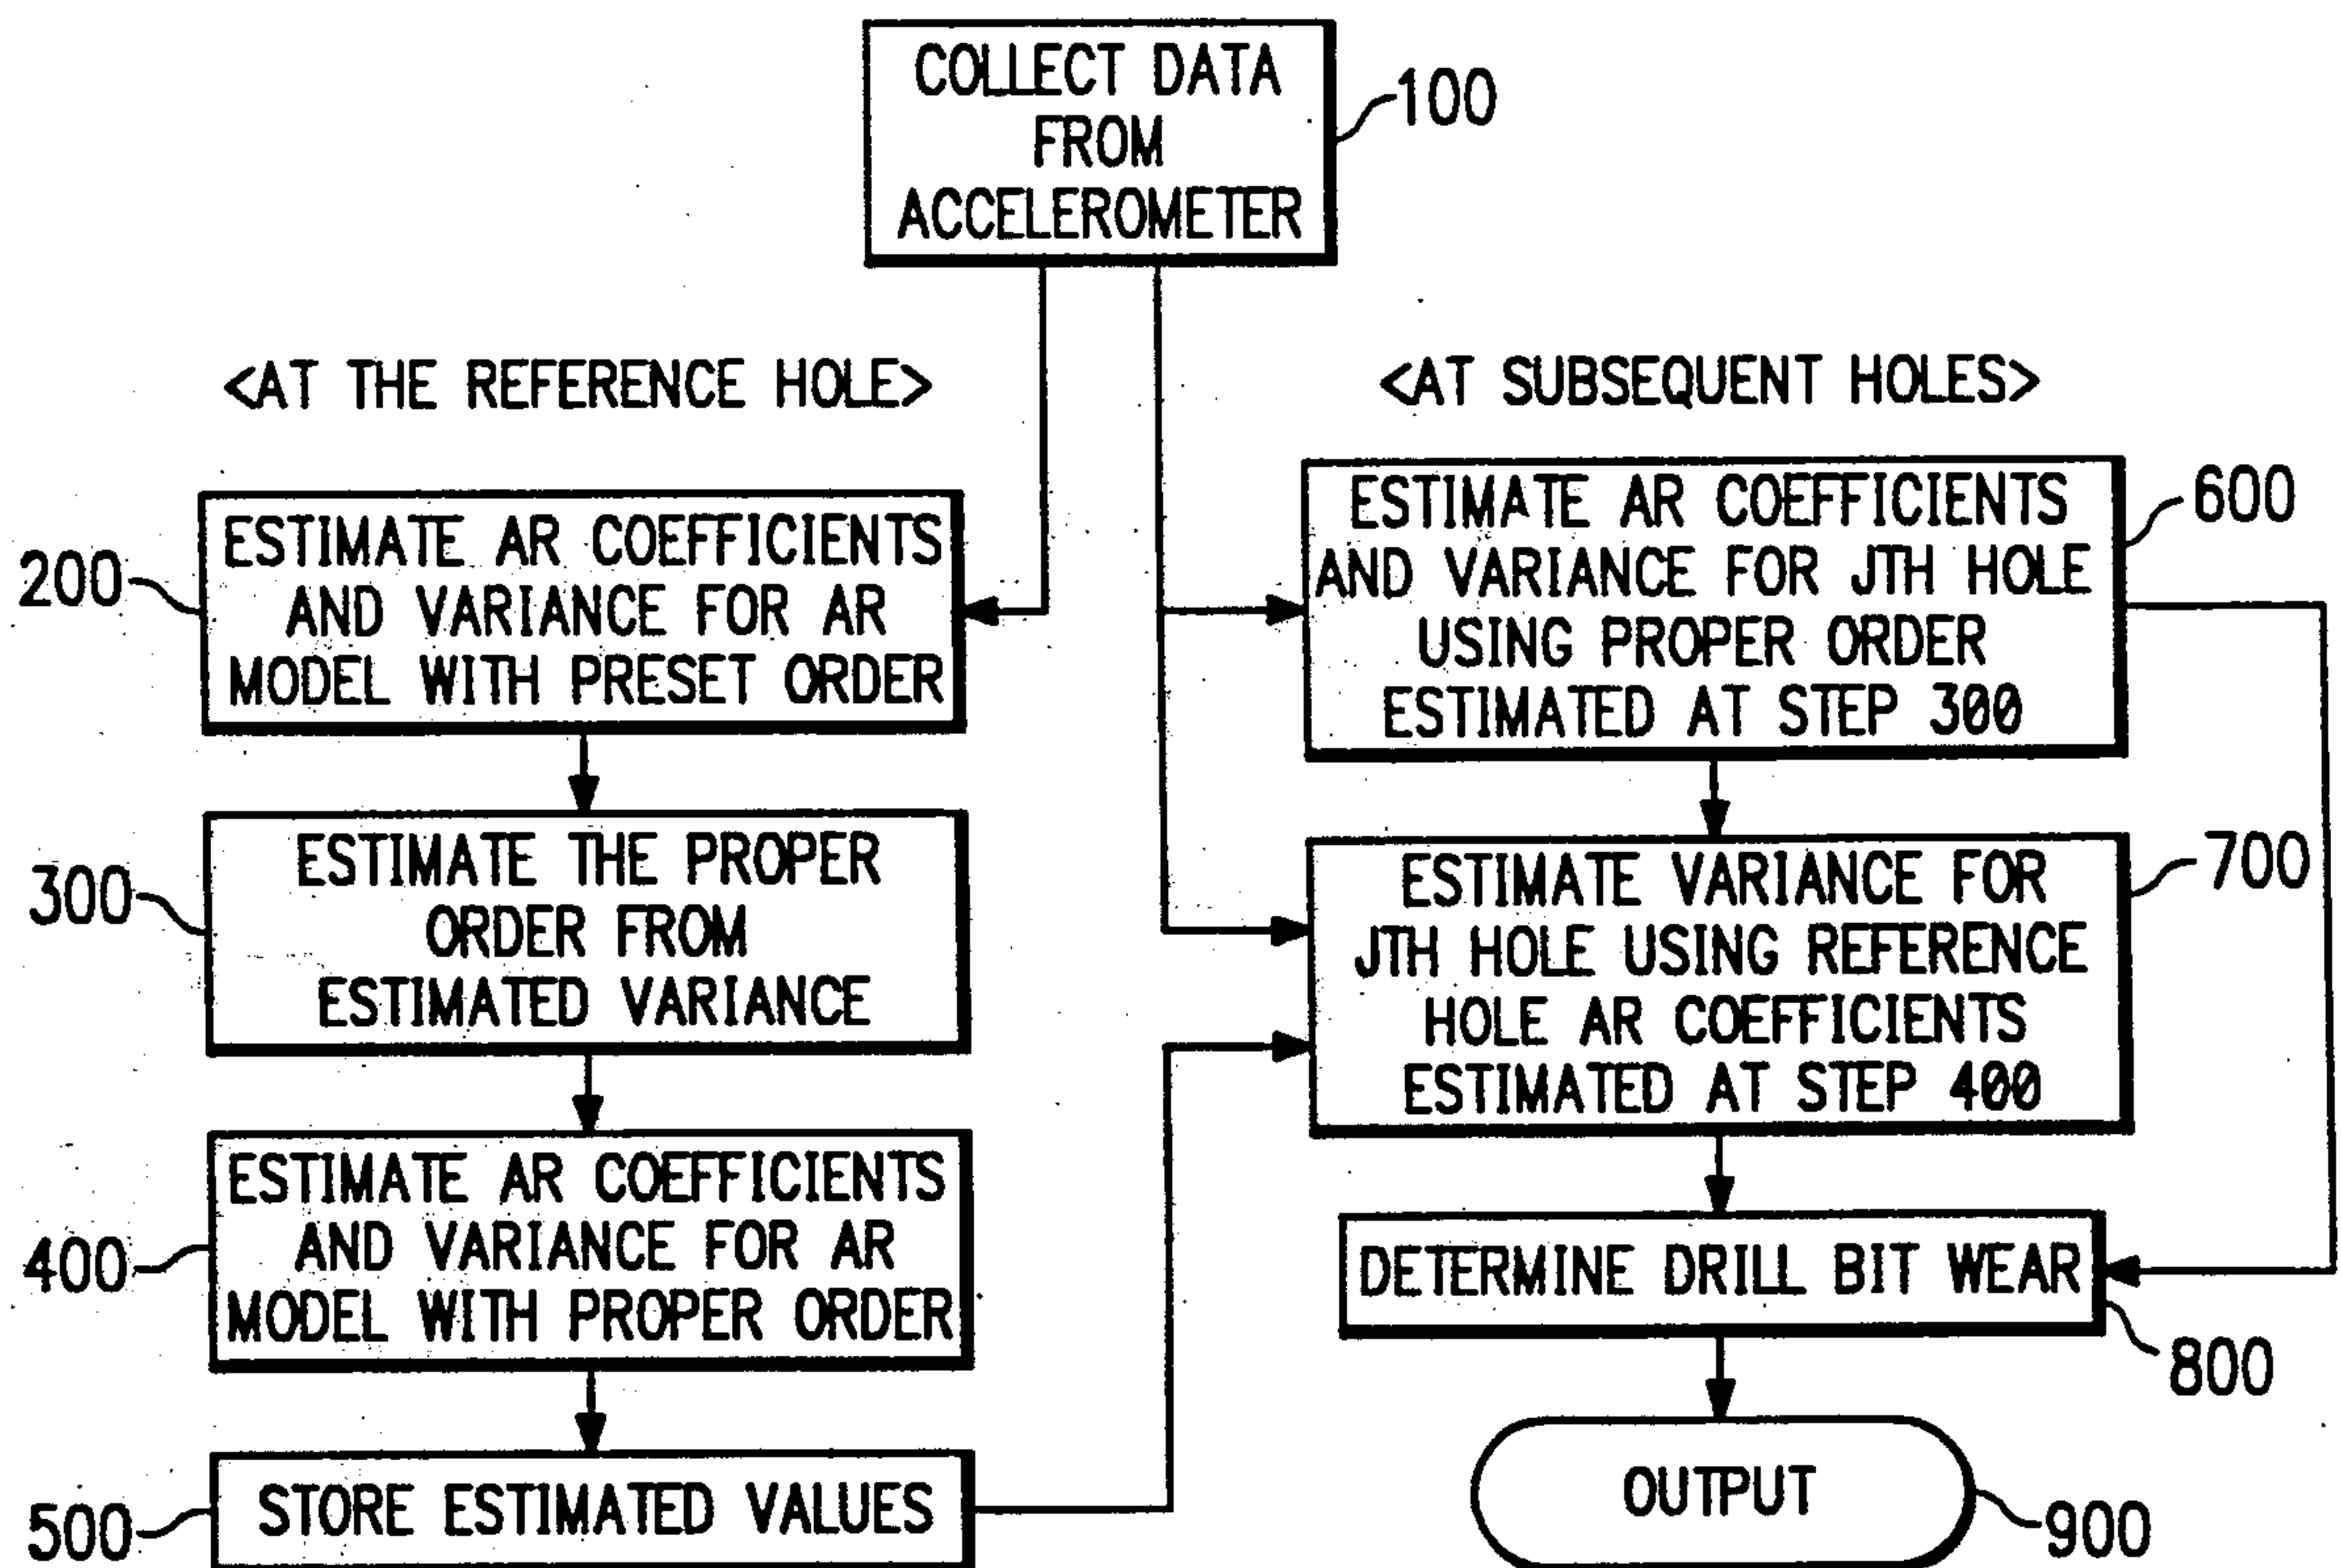 COLLECT DATA
FROM
ACCELEROMETER
100
<AT THE REFERENCE HOLE>
200
ESTIMATE AR COEFFICIENTS
AND VARIANCE FOR AR
MODEL WITH PRESET ORDER
300
ESTIMATE THE PROPER
ORDER FROM
ESTIMATED VARIANCE
400
ESTIMATE AR COEFFICIENTS
AND VARIANCE FOR AR
MODEL WITH PROPER ORDER
500
STORE ESTIMATED VALUES
<AT SUBSEQUENT HOLES>
ESTIMATE AR COEFFICIENTS
AND VARIANCE FOR JTH HOLE
USING PROPER ORDER
ESTIMATED AT STEP 300
600
ESTIMATE VARIANCE FOR
JTH HOLE USING REFERENCE
HOLE AR COEFFICIENTS
ESTIMATED AT STEP 400
700
DETERMINE DRILL BIT WEAR
800
OUTPUT
900